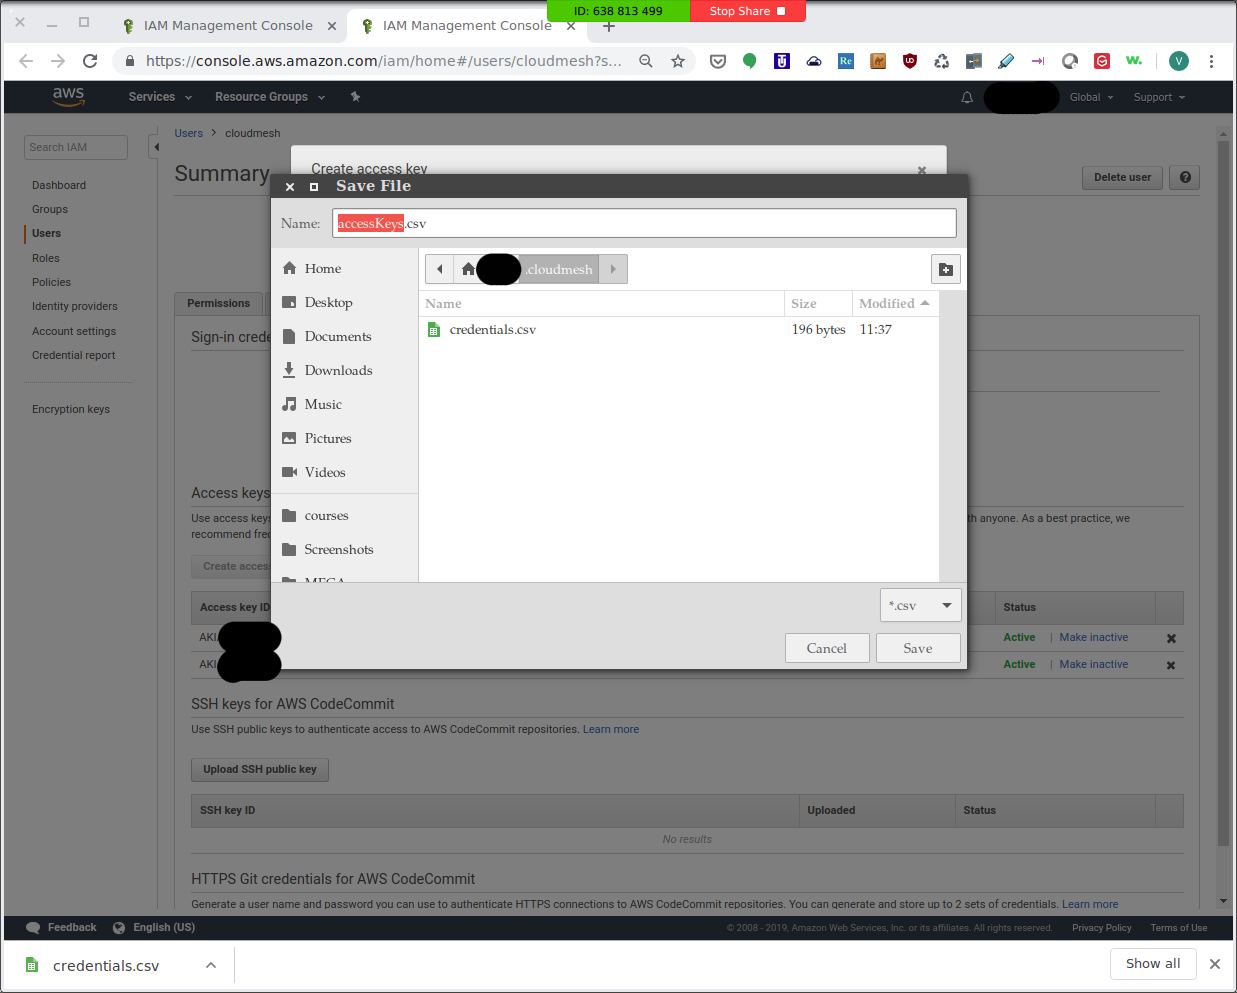 ID: 638 813 499 Stop Share
IAM Management Console IAM Management Console
https://console.aws.amazon.com/iam/home#/users/cloudmesh?s...
aws Services Resource Groups Global Support
Search IAM
Dashboard
Groups
Users
Roles
Policies
Identity providers
Account settings
Credential report
Encryption keys
Users > cloudmesh
Summary
Delete user
Create access key
Permissions
Sign-in crede
Access keys
Use access keys
th anyone. As a best practice, we
recommend fre
Create acces
Access key ID
Status
AKI
Active | Make inactive
AKI
Active | Make inactive
Save File
Name: accessKeys.csv
Home
Desktop
Documents
Downloads
Music
Pictures
Videos
courses
Screenshots
MEGA
.cloudmesh
Name Size Modified
credentials.csv 196 bytes 11:37
*.csv
Cancel Save
SSH keys for AWS CodeCommit
Use SSH public keys to authenticate access to AWS CodeCommit repositories. Learn more
Upload SSH public key
SSH key ID Uploaded Status
No results
HTTPS Git credentials for AWS CodeCommit
Generate a user name and password you can use to authenticate HTTPS connections to AWS CodeCommit repositories. You can generate and store up to 2 sets of credentials. Learn more
Feedback English (US) © 2008 - 2019, Amazon Web Services, Inc. or its affiliates. All rights reserved. Privacy Policy Terms of Use
credentials.csv Show all